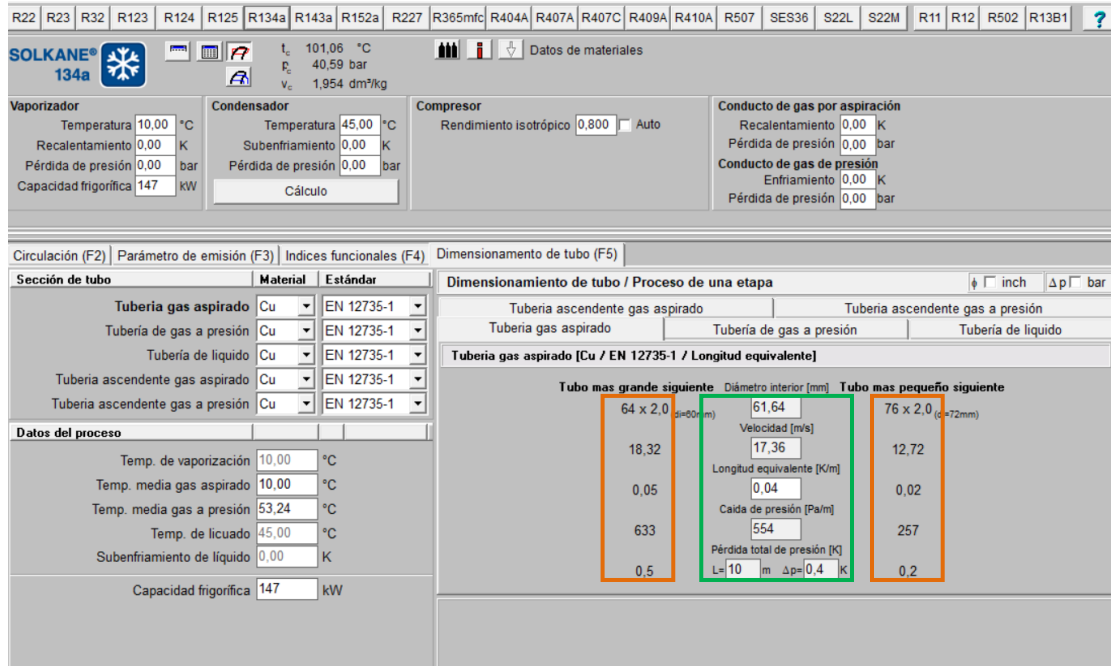 R22 R23 R32 R123 R124 R125 R134a R143a R152a R227 R365mfc R404A R407A R407C R409A R410A R507 SES36 S22L S22M R11 R12 R502 R13B1 ?
SOLKANE®
134a
tc 101,06 °C
pc 40,59 bar
vc 1,954 dm³/kg
Datos de materiales
Vaporizador
Temperatura 10,00 °C
Recalentamiento 0,00 K
Pérdida de presión 0,00 bar
Capacidad frigorífica 147 kW
Condensador
Temperatura 45,00 °C
Subenfriamiento 0,00 K
Pérdida de presión 0,00 bar
Cálculo
Compresor
Rendimiento isotrópico 0,800 Auto
Conducto de gas por aspiración
Recalentamiento 0,00 K
Pérdida de presión 0,00 bar
Conducto de gas de presión
Enfriamiento 0,00 K
Pérdida de presión 0,00 bar
Circulación (F2) Parámetro de emisión (F3) Indices funcionales (F4) Dimensionamento de tubo (F5)
Sección de tubo Material Estándar
Tuberia gas aspirado Cu EN 12735-1
Tubería de gas a presión Cu EN 12735-1
Tubería de liquido Cu EN 12735-1
Tuberia ascendente gas aspirado Cu EN 12735-1
Tuberia ascendente gas a presión Cu EN 12735-1
Datos del proceso
Temp. de vaporización 10,00 °C
Temp. media gas aspirado 10,00 °C
Temp. media gas a presión 53,24 °C
Temp. de licuado 45,00 °C
Subenfriamiento de líquido 0,00 K
Capacidad frigorífica 147 kW
Dimensionamiento de tubo / Proceso de una etapa ϕ inch Δp bar
Tuberia ascendente gas aspirado Tuberia ascendente gas a presión
Tuberia gas aspirado Tubería de gas a presión Tubería de liquido
Tuberia gas aspirado [Cu / EN 12735-1 / Longitud equivalente]
Tubo mas grande siguiente Diámetro interior [mm] Tubo mas pequeño siguiente
64 x 2,0 (di=60mm) 61,64 76 x 2,0 (di=72mm)
Velocidad [m/s]
18,32 17,36 12,72
Longitud equivalente [K/m]
0,05 0,04 0,02
Caida de presión [Pa/m]
633 554 257
Pérdida total de presión [K]
0,5 L= 10 m Δp= 0,4 K 0,2